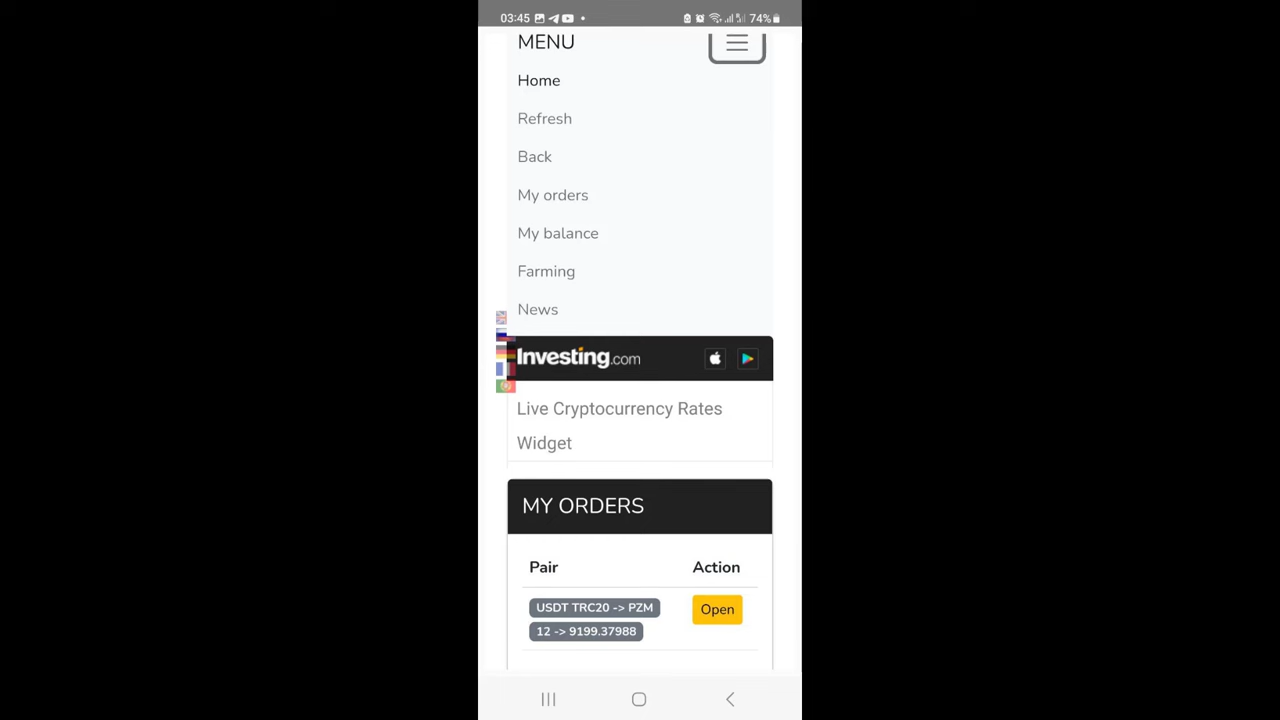 03:45
74%
MENU
Home
Refresh
Back
My orders
My balance
Farming
News
Investing.com
Live Cryptocurrency Rates
Widget
MY ORDERS
Pair Action
USDT TRC20 -> PZM
Open
12 -> 9199.37988